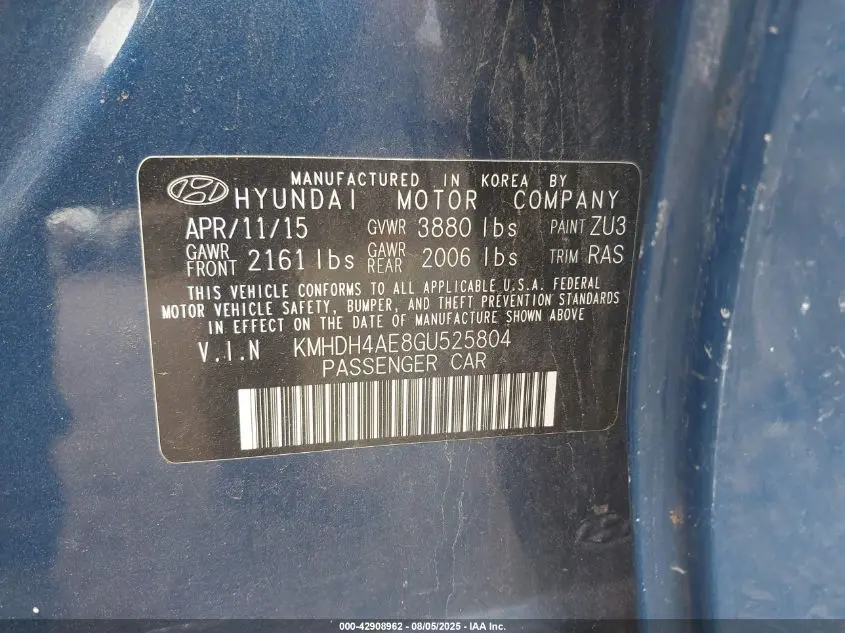 MANUFACTURED IN KOREA BY
HYUNDAI MOTOR COMPANY
APR/11/15 GVWR 3880 lbs PAINT ZU3
GAWR FRONT 2161 lbs GAWR REAR 2006 lbs TRIM RAS
THIS VEHICLE CONFORMS TO ALL APPLICABLE U.S.A. FEDERAL
MOTOR VEHICLE SAFETY, BUMPER, AND THEFT PREVENTION STANDARDS
IN EFFECT ON THE DATE OF MANUFACTURE SHOWN ABOVE
V.I.N KMHDH4AE8GU525804
PASSENGER CAR
000-42908962 - 08/05/2025 - IAA Inc.